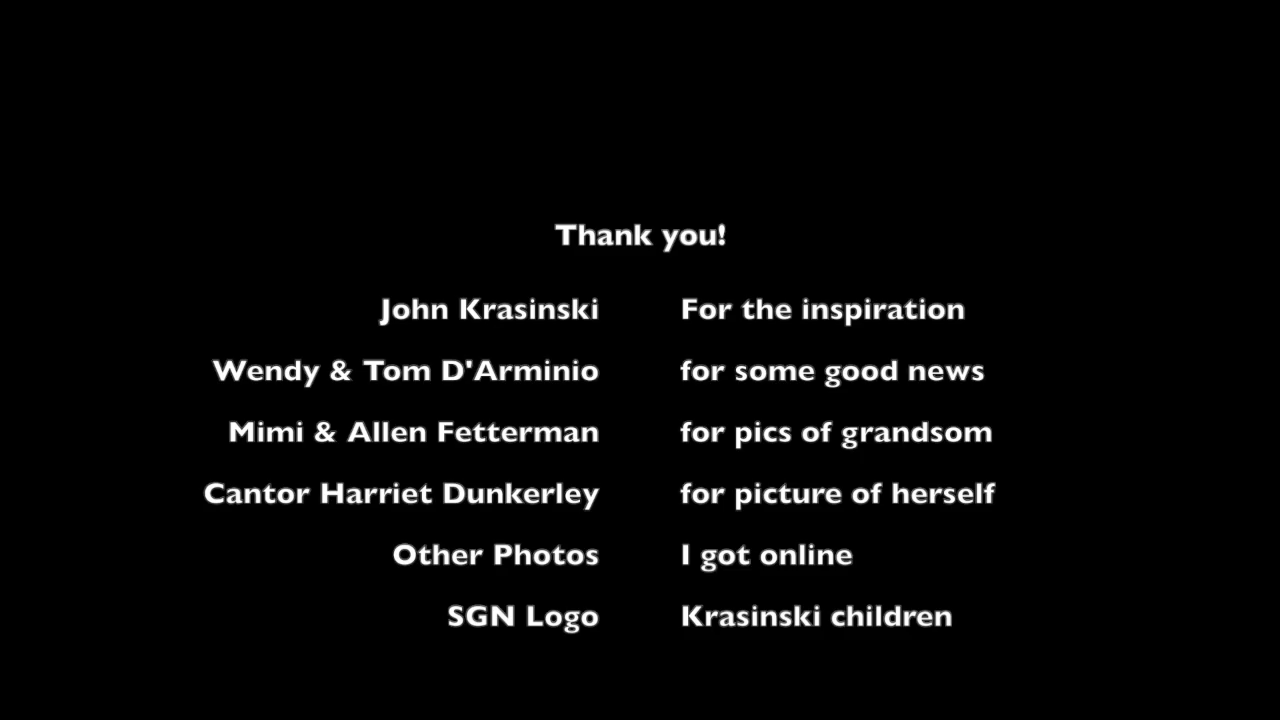 Thank you!
John Krasinski For the inspiration
Wendy & Tom D'Arminio for some good news
Mimi & Allen Fetterman for pics of grandsom
Cantor Harriet Dunkerley for picture of herself
Other Photos I got online
SGN Logo Krasinski children